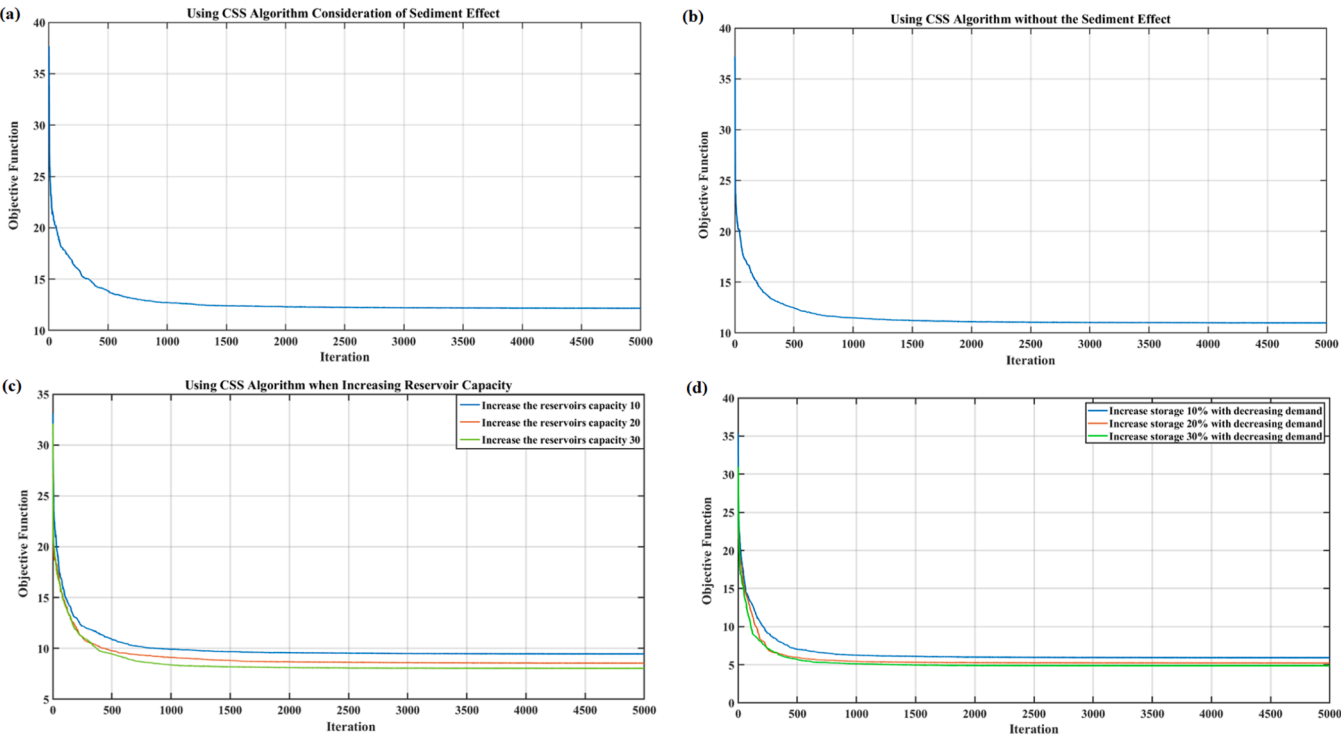 (a)
Using CSS Algorithm Consideration of Sediment Effect
40
35
30
25
20
15
10
Objective Function
0 500 1000 1500 2000 2500 3000 3500 4000 4500 5000
Iteration
(b)
Using CSS Algorithm without the Sediment Effect
40
35
30
25
20
15
10
Objective Function
0 500 1000 1500 2000 2500 3000 3500 4000 4500 5000
Iteration
(c)
Using CSS Algorithm when Increasing Reservoir Capacity
Increase the reservoirs capacity 10
Increase the reservoirs capacity 20
Increase the reservoirs capacity 30
35
30
25
20
15
10
5
Objective Function
0 500 1000 1500 2000 2500 3000 3500 4000 4500 5000
Iteration
(d)
Increase storage 10% with decreasing demand
Increase storage 20% with decreasing demand
Increase storage 30% with decreasing demand
40
35
30
25
20
15
10
5
0
Objective Function
0 500 1000 1500 2000 2500 3000 3500 4000 4500 5000
Iteration